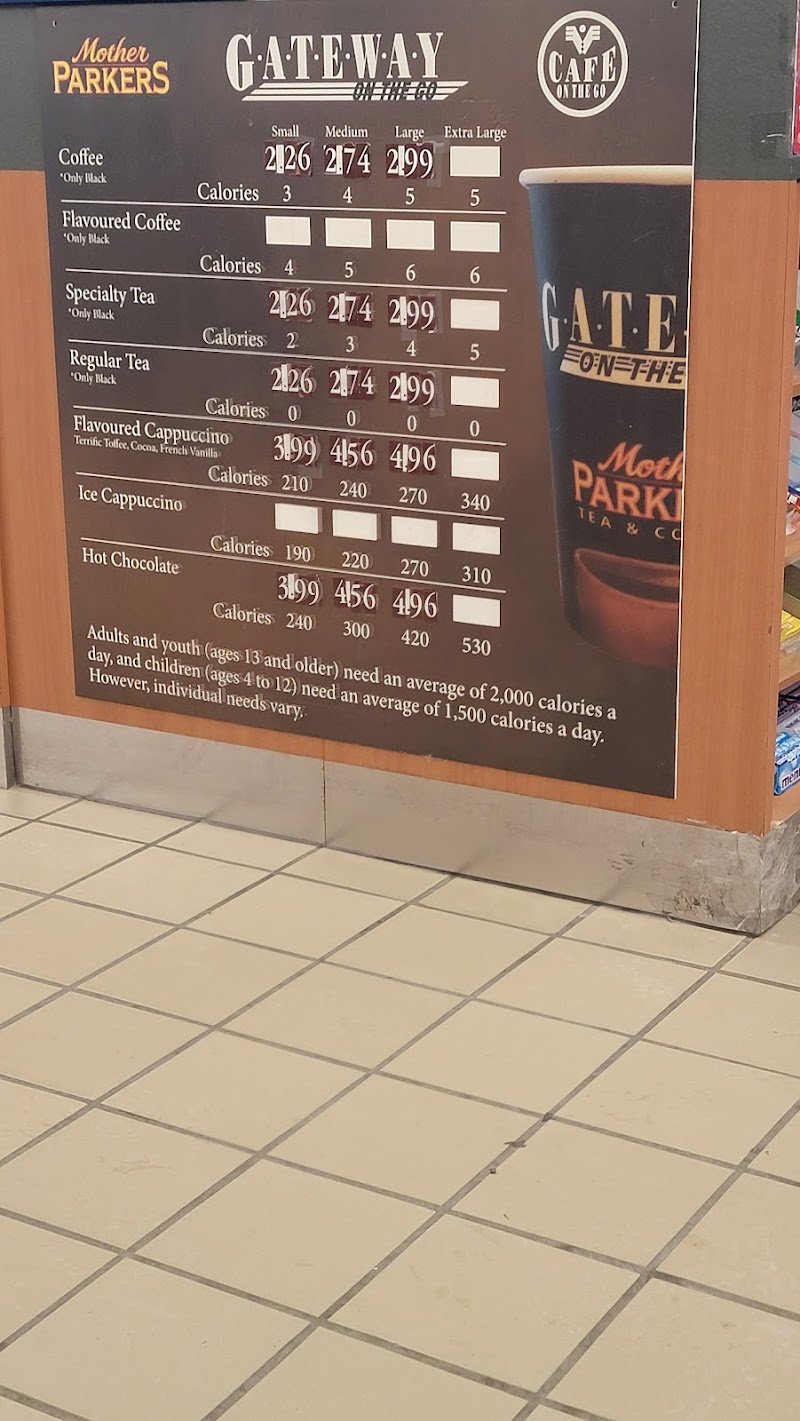 Mother
PARKERS
G·A·T·E·W·A·Y
ON THE GO
CAFE
ON THE GO
Small Medium Large Extra Large
Coffee 2.26 2.74 2.99
*Only Black
Calories 3 4 5 5
Flavoured Coffee
*Only Black
Calories 4 5 6 6
Specialty Tea 2.26 2.74 2.99
*Only Black
Calories 2 3 4 5
Regular Tea 2.26 2.74 2.99
*Only Black
Calories 0 0 0 0
Flavoured Cappuccino 3.99 4.56 4.96
Terrific Toffee, Cocoa, French Vanilla
Calories 210 240 270 340
Ice Cappuccino
Calories 190 220 270 310
Hot Chocolate 3.99 4.56 4.96
Calories 240 300 420 530
Adults and youth (ages 13 and older) need an average of 2,000 calories a
day, and children (ages 4 to 12) need an average of 1,500 calories a day.
However, individual needs vary.
G·A·T·E·
ON THE
Moth
PARK
TEA & CO